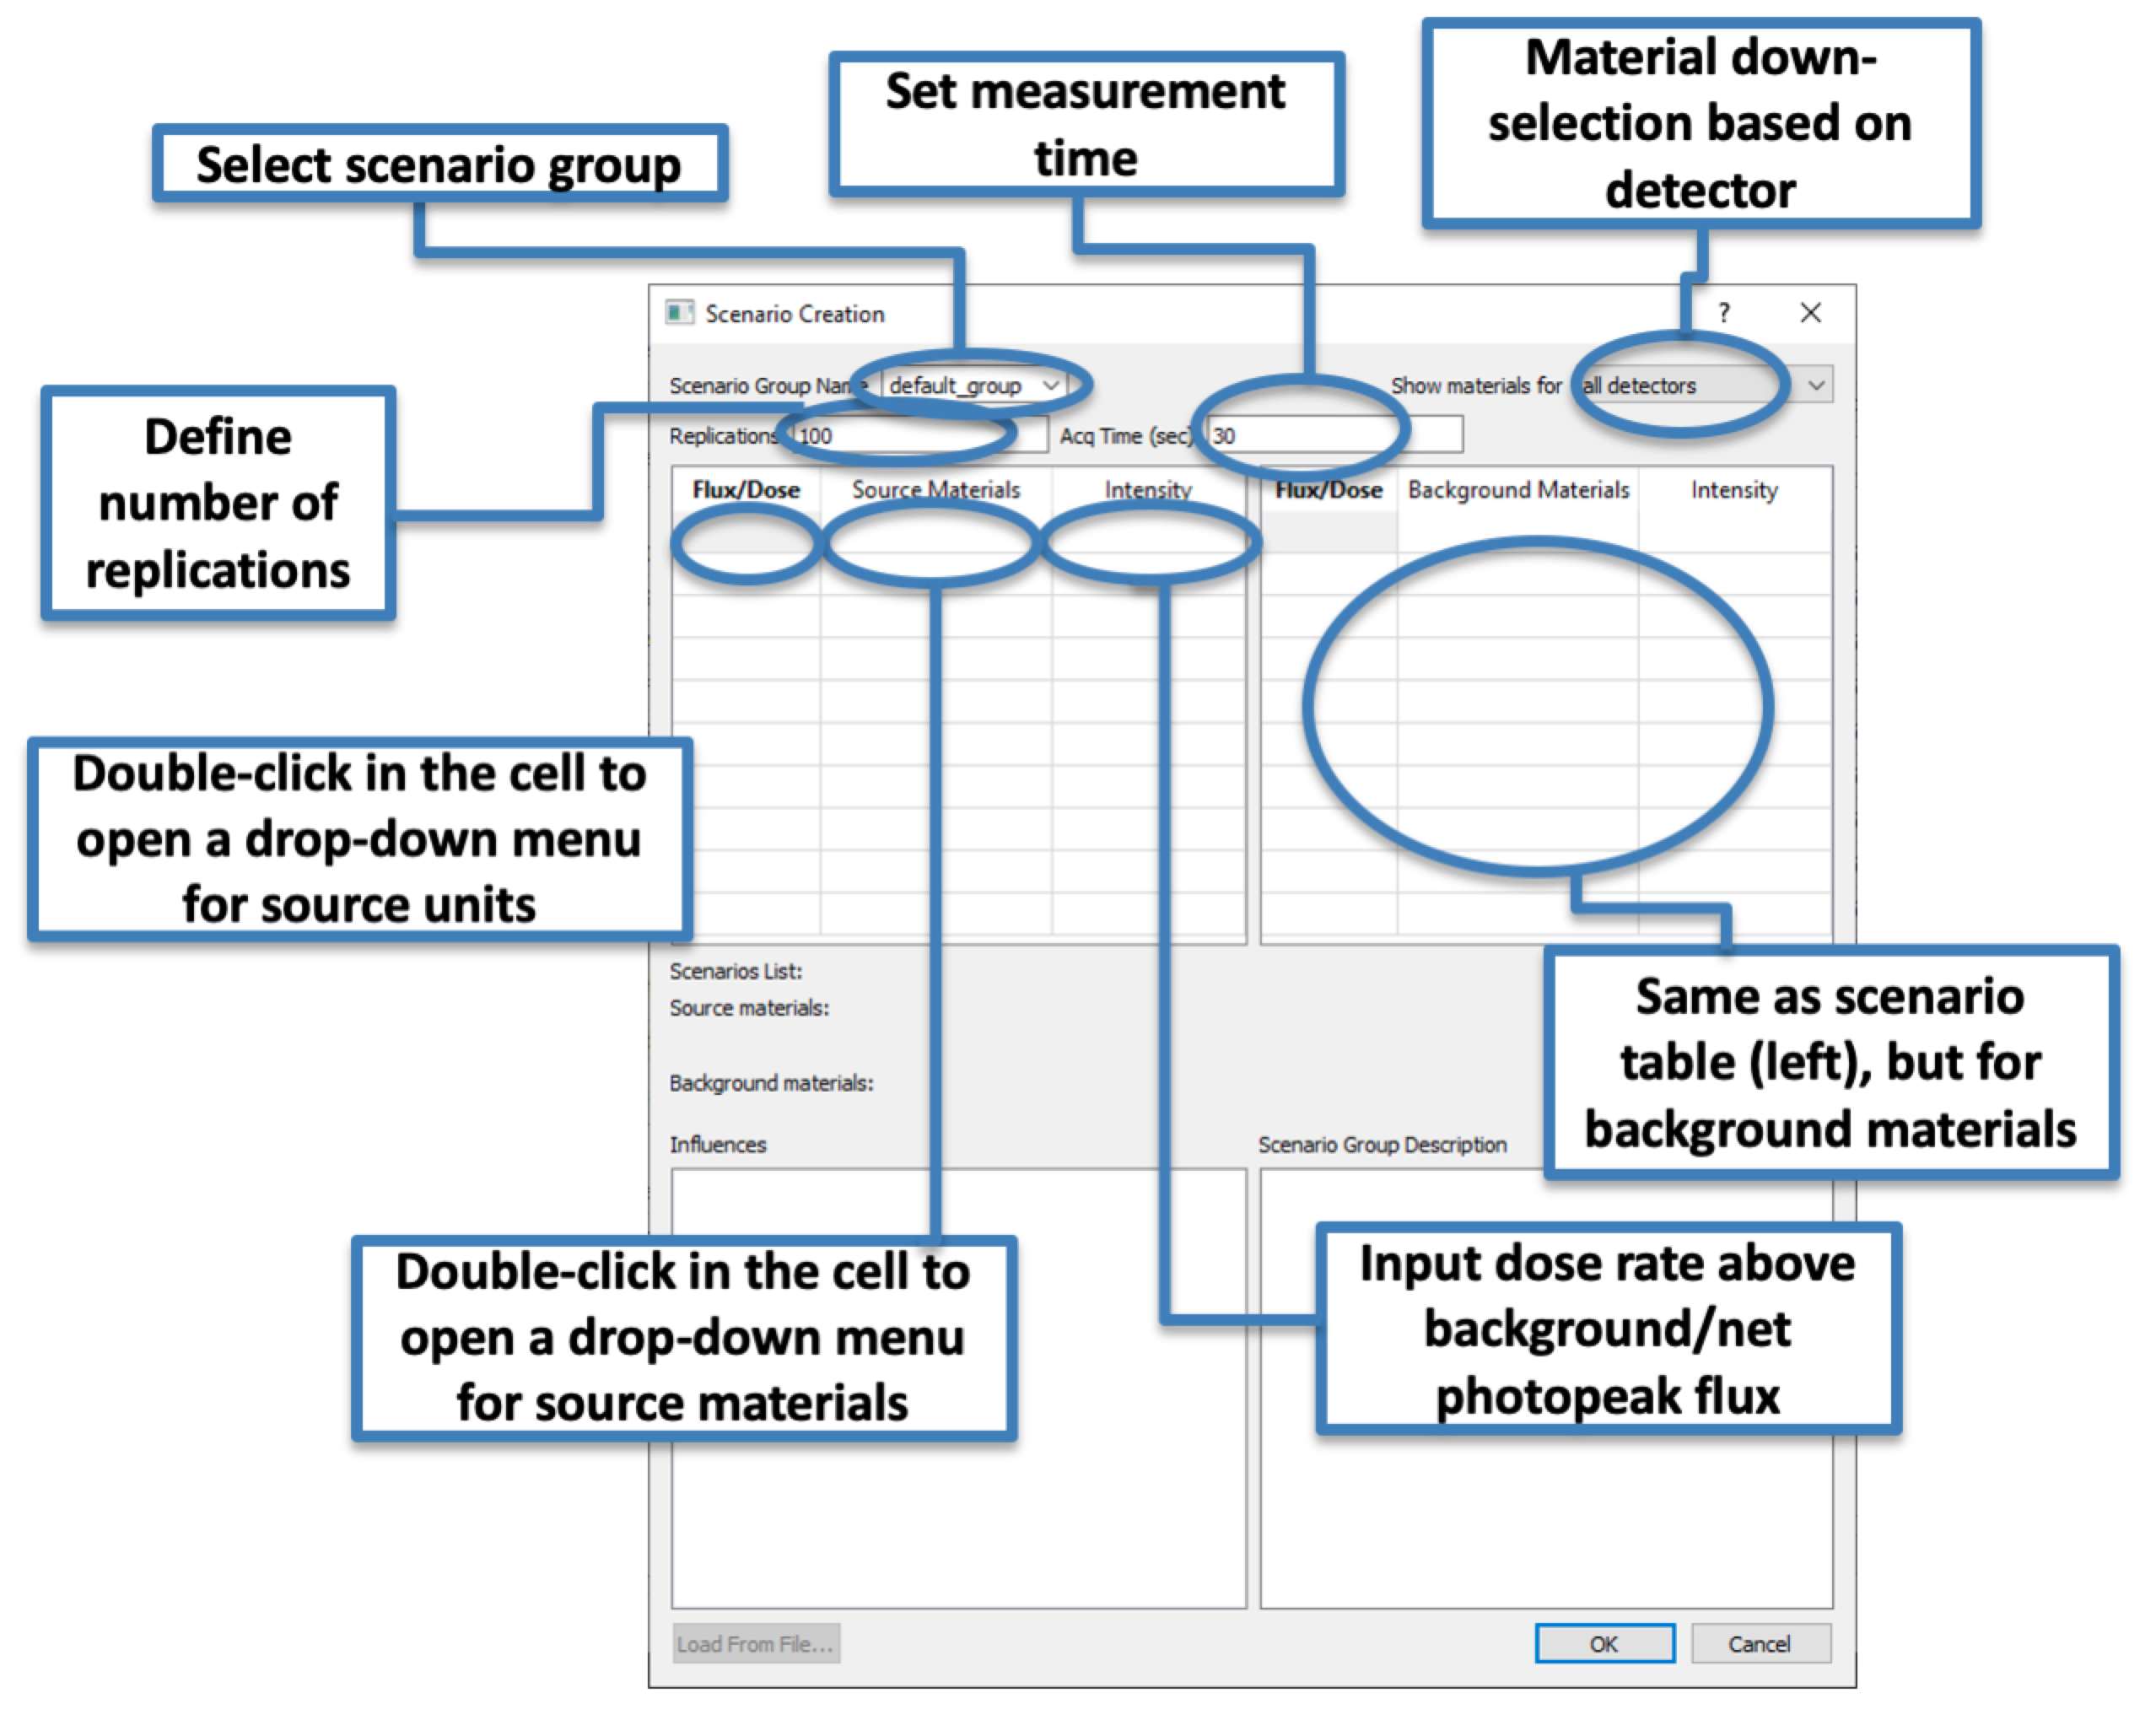 Material down-
selection based on
detector
Set measurement
time
Select scenario group
Scenario Creation
?
Scenario Group Name
default_group
Show materials for
all detectors
Define
number of
replications
Replications
100
Acq Time (sec)
30
Flux/Dose
Source Materials
Intensity
Flux/Dose
Background Materials
Intensity
Double-click in the cell to
open a drop-down menu
for source units
Scenarios List:
Source materials:
Same as scenario
table (left), but for
background materials
Background materials:
Influences
Scenario Group Description
Double-click in the cell to
open a drop-down menu
for source materials
Input dose rate above
background/net
photopeak flux
Load From File...
OK
Cancel